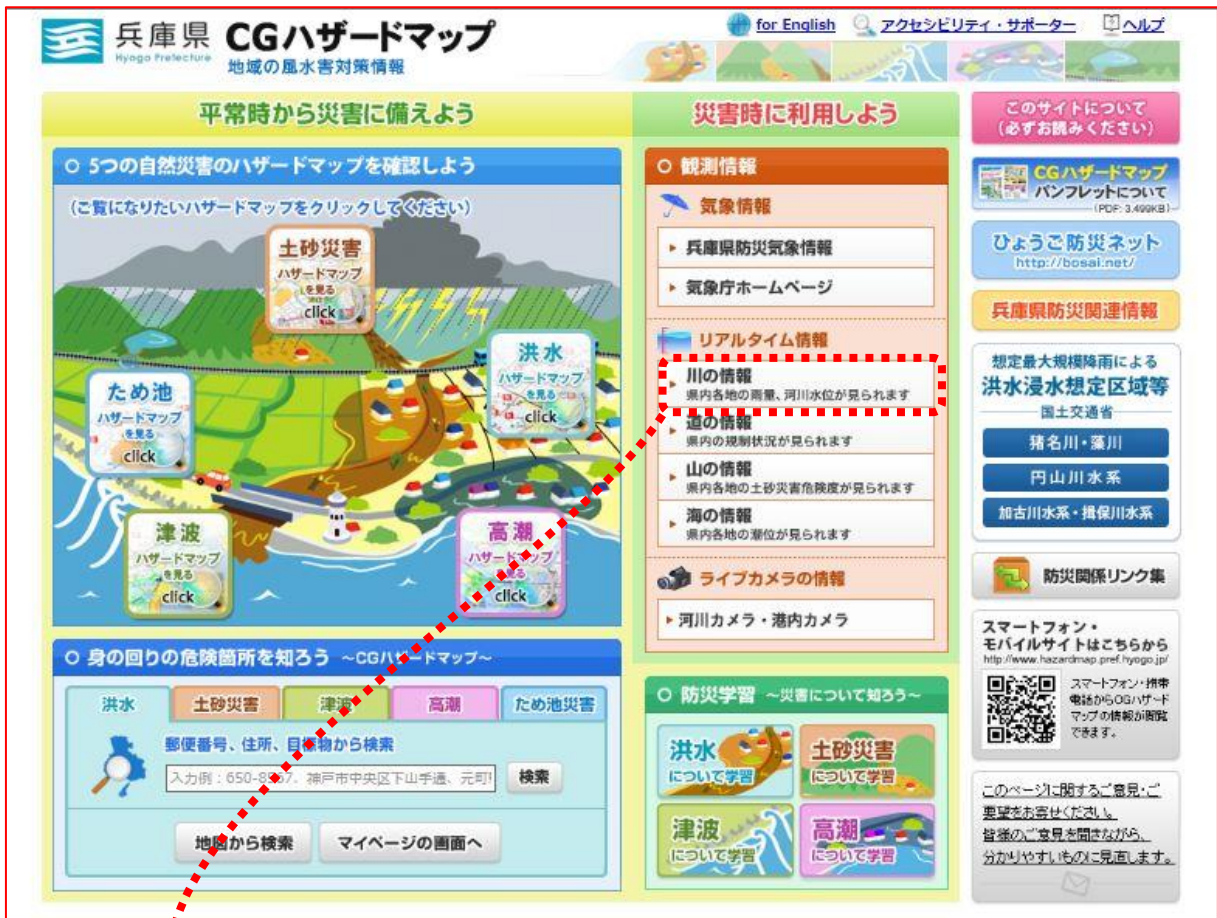 兵庫県
Hyogo Prefecture
CGハザードマップ
地域の風水害対策情報
for English
アクセシビリティ・サポーター
ヘルプ
平常時から災害に備えよう
5つの自然災害のハザードマップを確認しよう
(ご覧になりたいハザードマップをクリックしてください)
土砂災害
ハザードマップ
を見る
click
洪水
ハザードマップ
を見る
click
ため池
ハザードマップ
を見る
click
津波
ハザードマップ
を見る
click
高潮
ハザードマップ
を見る
click
身の回りの危険箇所を知ろう ~CGハザードマップ~
洪水
土砂災害
津波
高潮
ため池災害
郵便番号、住所、目標物から検索
入力例：650-8567、神戸市中央区下山手通、元町
検索
地図から検索
マイページの画面へ
災害時に利用しよう
観測情報
気象情報
兵庫県防災気象情報
気象庁ホームページ
リアルタイム情報
川の情報
県内各地の雨量、河川水位が見られます
道の情報
県内の規制状況が見られます
山の情報
県内各地の土砂災害危険度が見られます
海の情報
県内各地の潮位が見られます
ライブカメラの情報
河川カメラ・港内カメラ
防災学習 ~災害について知ろう~
洪水
について学習
土砂災害
について学習
津波
について学習
高潮
について学習
このサイトについて
(必ずお読みください)
CGハザードマップ
パンフレットについて
(PDF: 3.499KB)
ひょうご防災ネット
http://bosai.net/
兵庫県防災関連情報
想定最大規模降雨による
洪水浸水想定区域等
国土交通省
猪名川・藻川
円山川水系
加古川水系・揖保川水系
防災関係リンク集
スマートフォン・
モバイルサイトはこちらから
http://www.hazardmap.pref.hyogo.jp/
スマートフォン・携帯
電話からCGハザード
マップの情報が閲覧
できます。
このページに関するご意見・ご
要望をお寄せください。
皆様のご意見を聞きながら、
分かりやすいものに見直します。